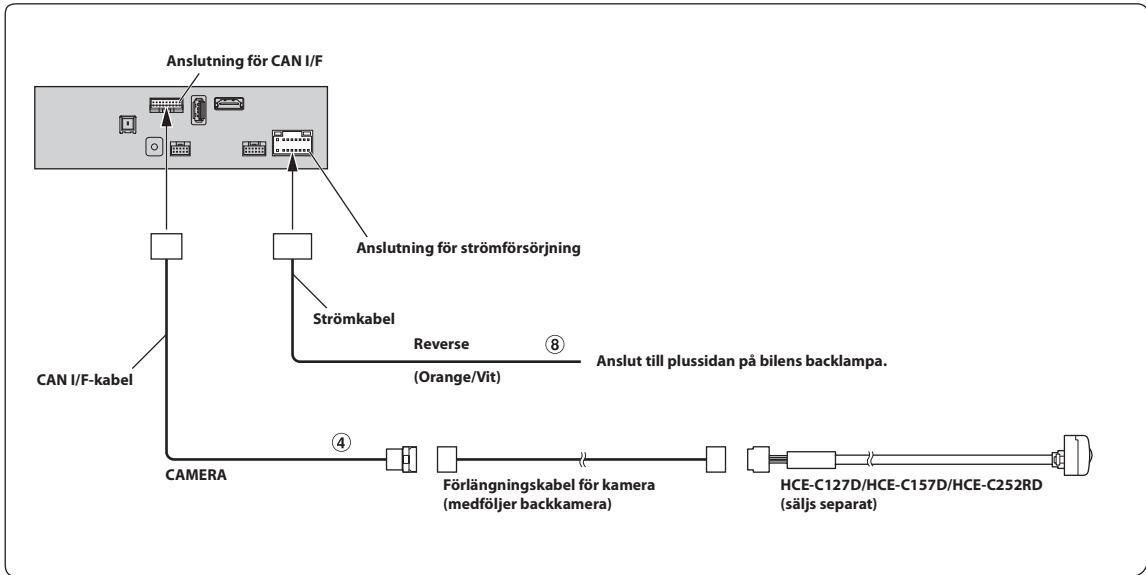 Anslutning för CAN I/F
Anslutning för strömförsörjning
Strömkabel
Reverse
⑧
Anslut till plussidan på bilens backlampa.
(Orange/Vit)
CAN I/F-kabel
④
CAMERA
Förlängningskabel för kamera
(medföljer backkamera)
HCE-C127D/HCE-C157D/HCE-C252RD
(säljs separat)